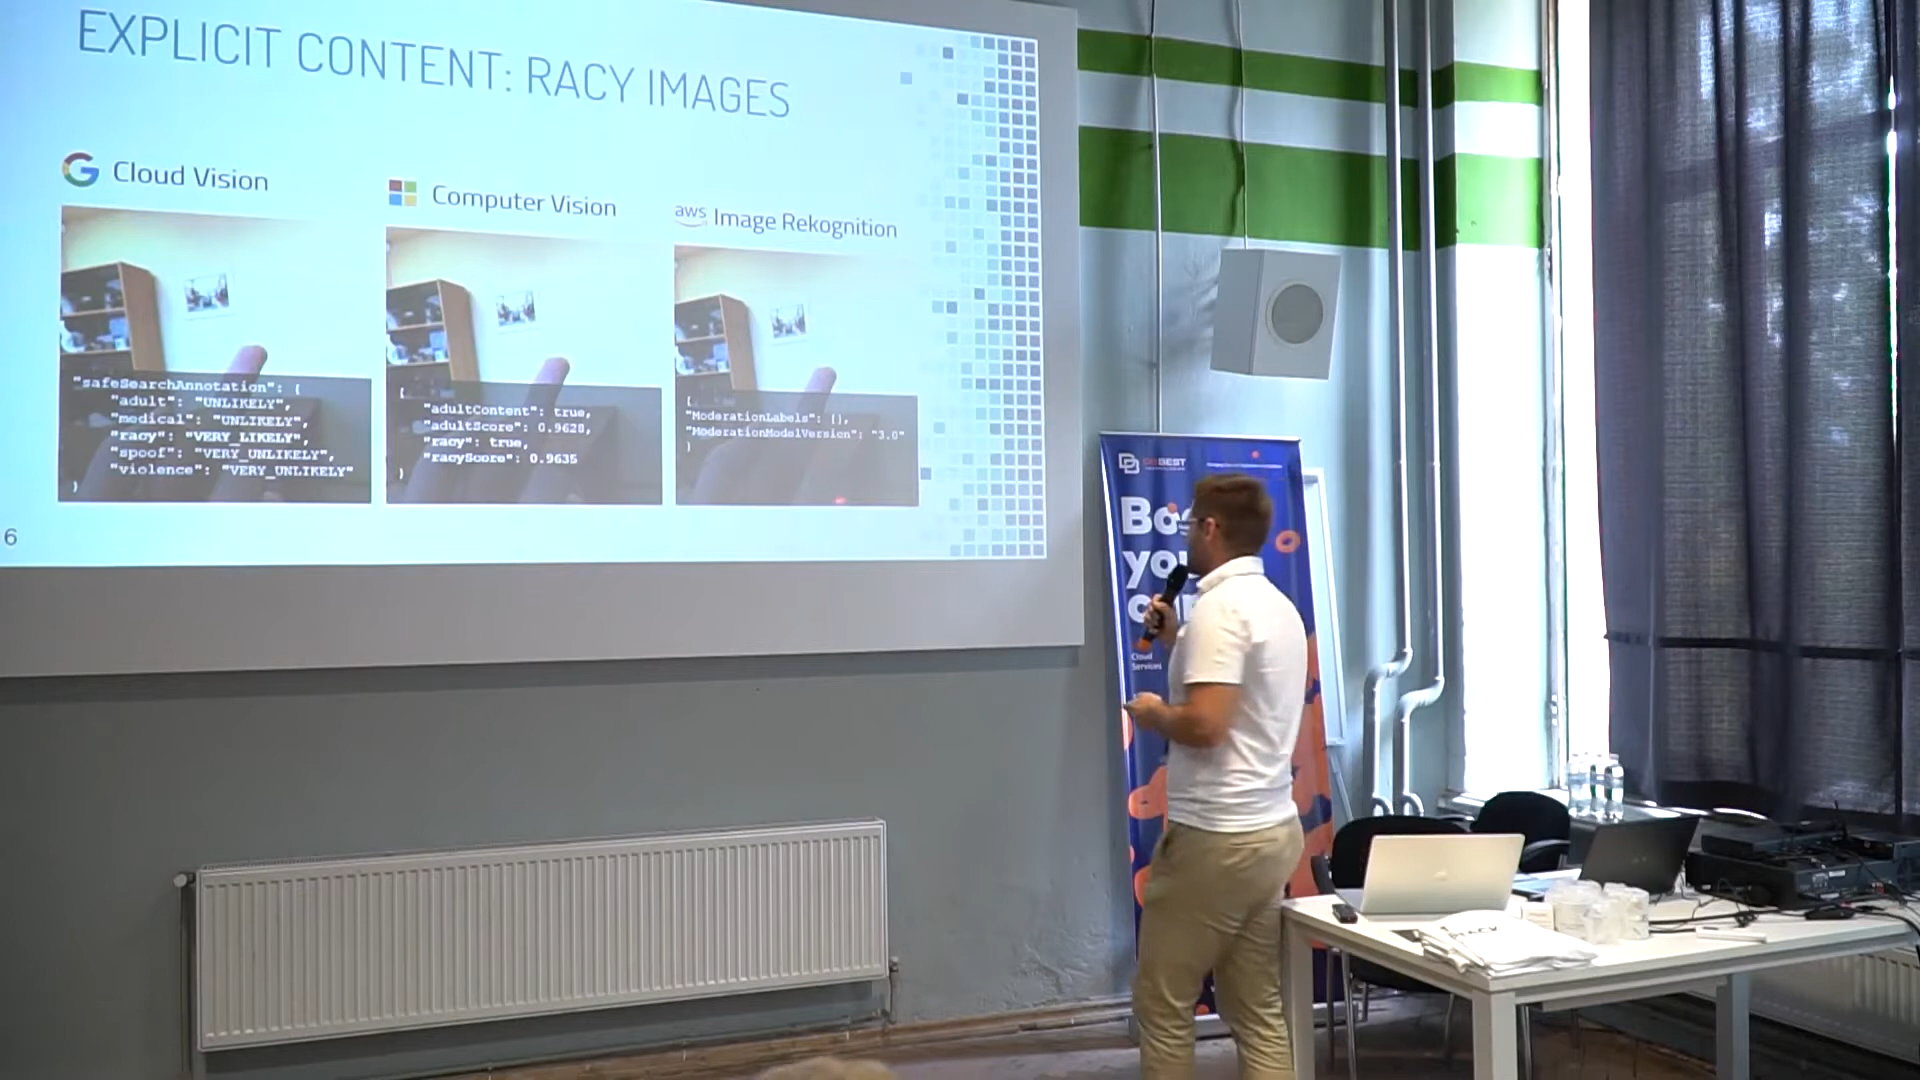 EXPLICIT CONTENT: RACY IMAGES
Cloud Vision
"safeSearchAnnotation": {
"adult": "UNLIKELY",
"medical": "UNLIKELY",
"racy": "VERY_LIKELY",
"spoof": "VERY_UNLIKELY",
"violence": "VERY_UNLIKELY"
}
Computer Vision
{
"adultContent": true,
"adultScore": 0.9628,
"racy": true,
"racyScore": 0.9635
}
aws Image Rekognition
{
"ModerationLabels": [],
"ModerationModelVersion": "3.0"
}
6
DB BEST
Cloud
Services